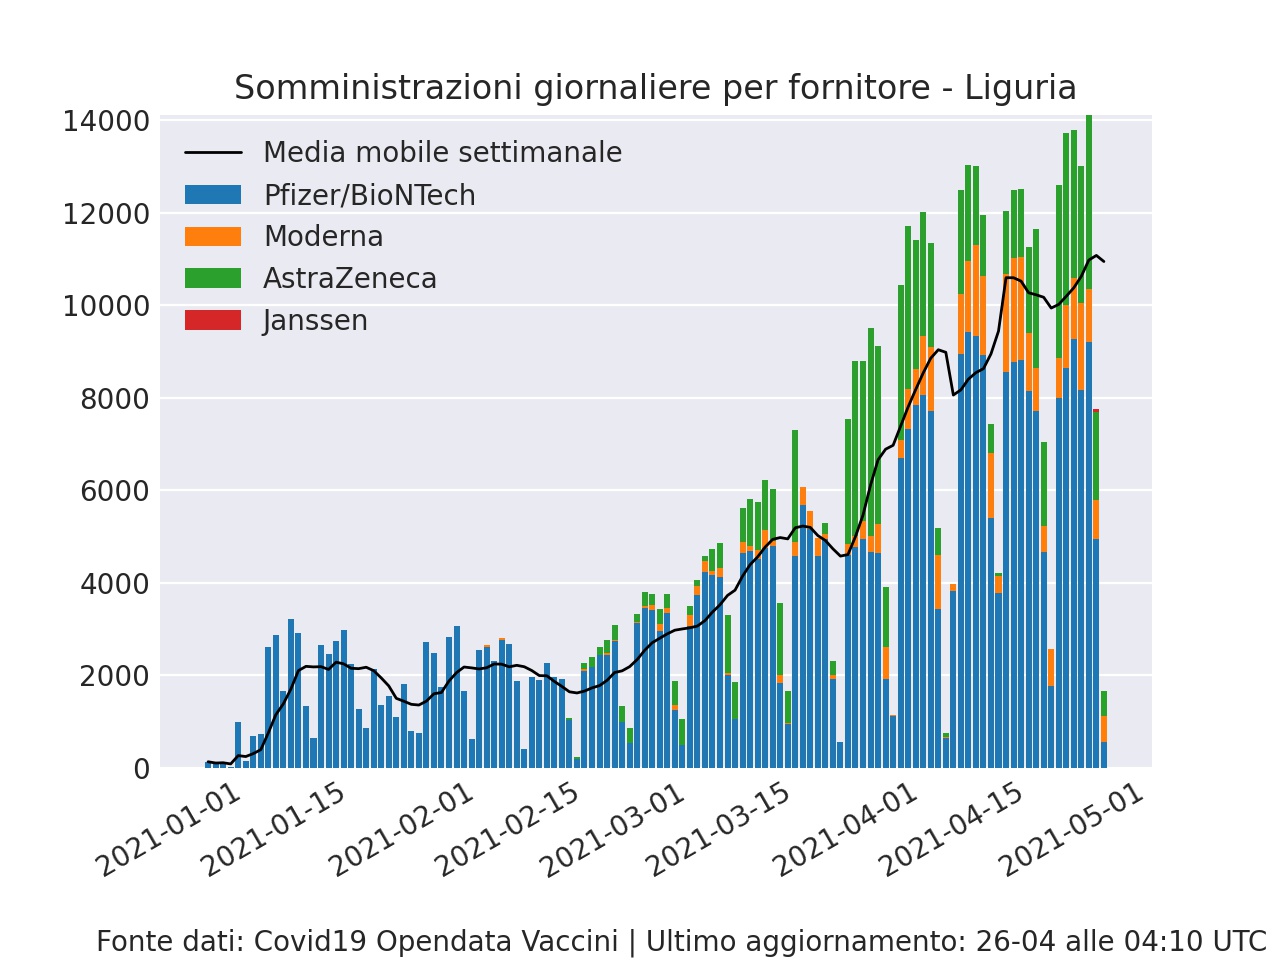 Somministrazioni giornaliere per fornitore - Liguria
14000
12000
10000
8000
6000
4000
2000
0
Media mobile settimanale
Pfizer/BioNTech
Moderna
AstraZeneca
Janssen
2021-01-01
2021-01-15
2021-02-01
2021-02-15
2021-03-01
2021-03-15
2021-04-01
2021-04-15
2021-05-01
Fonte dati: Covid19 Opendata Vaccini | Ultimo aggiornamento: 26-04 alle 04:10 UTC